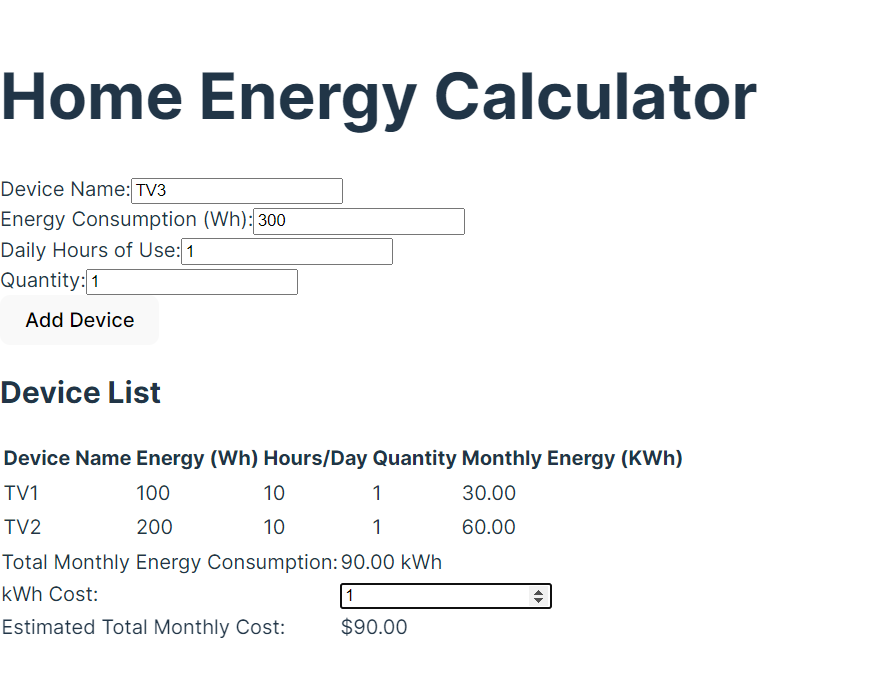 Home Energy Calculator
Device Name: TV3
Energy Consumption (Wh): 300
Daily Hours of Use: 1
Quantity: 1
Add Device
Device List
Device Name Energy (Wh) Hours/Day Quantity Monthly Energy (KWh)
TV1 100 10 1 30.00
TV2 200 10 1 60.00
Total Monthly Energy Consumption: 90.00 kWh
kWh Cost: 1
Estimated Total Monthly Cost: $90.00